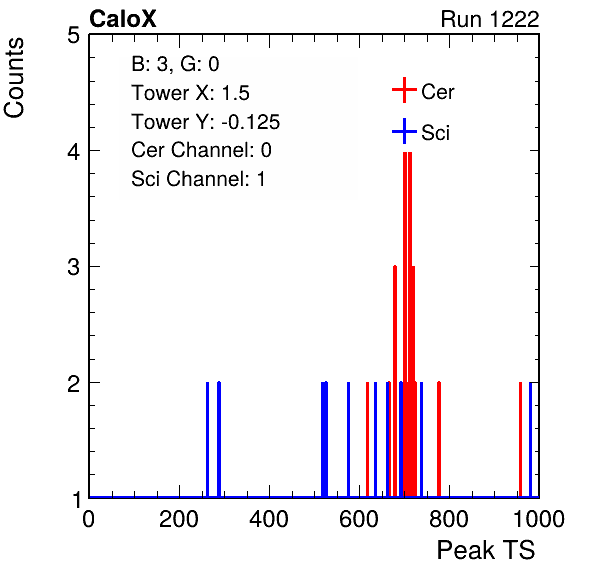 CaloX Run 1222
Counts
5
B: 3, G: 0
Tower X: 1.5
Tower Y: -0.125
Cer Channel: 0
Sci Channel: 1
Cer
Sci
4
3
2
1
0 200 400 600 800 1000
Peak TS